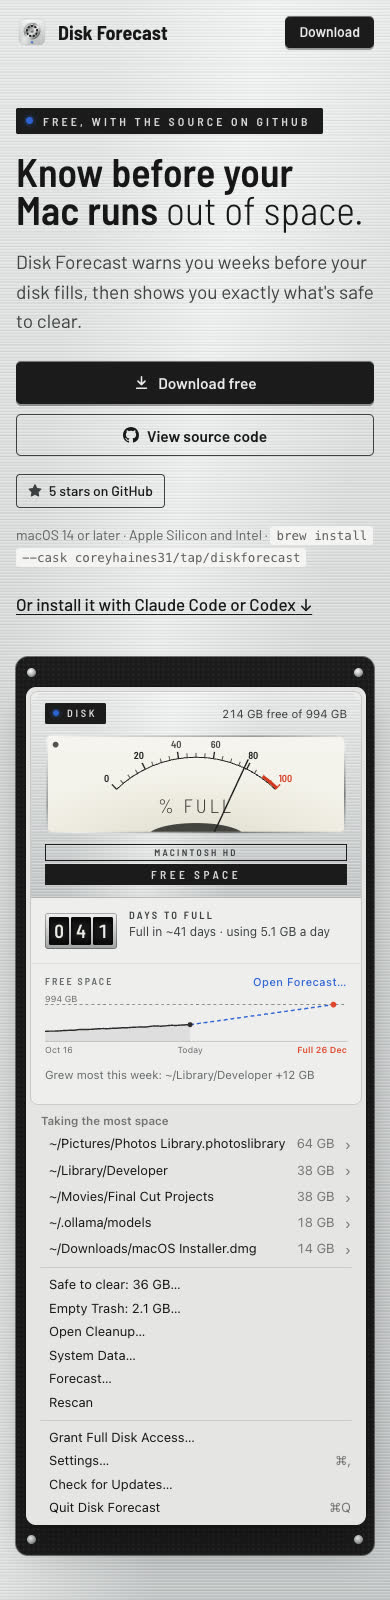 Disk Forecast
Download
FREE, WITH THE SOURCE ON GITHUB
Know before your
Mac runs out of space.
Disk Forecast warns you weeks before your
disk fills, then shows you exactly what's safe
to clear.
Download free
View source code
5 stars on GitHub
macOS 14 or later · Apple Silicon and Intel · brew install
--cask coreyhaines31/tap/diskforecast
Or install it with Claude Code or Codex ↓
DISK
214 GB free of 994 GB
0 20 40 60 80 100
% FULL
MACINTOSH HD
FREE SPACE
041
DAYS TO FULL
Full in ~41 days · using 5.1 GB a day
FREE SPACE
Open Forecast...
994 GB
Oct 16 Today Full 26 Dec
Grew most this week: ~/Library/Developer +12 GB
Taking the most space
~/Pictures/Photos Library.photoslibrary 64 GB ›
~/Library/Developer 38 GB ›
~/Movies/Final Cut Projects 38 GB ›
~/.ollama/models 18 GB ›
~/Downloads/macOS Installer.dmg 14 GB ›
Safe to clear: 36 GB...
Empty Trash: 2.1 GB...
Open Cleanup...
System Data...
Forecast...
Rescan
Grant Full Disk Access...
Settings... ⌘,
Check for Updates...
Quit Disk Forecast ⌘Q